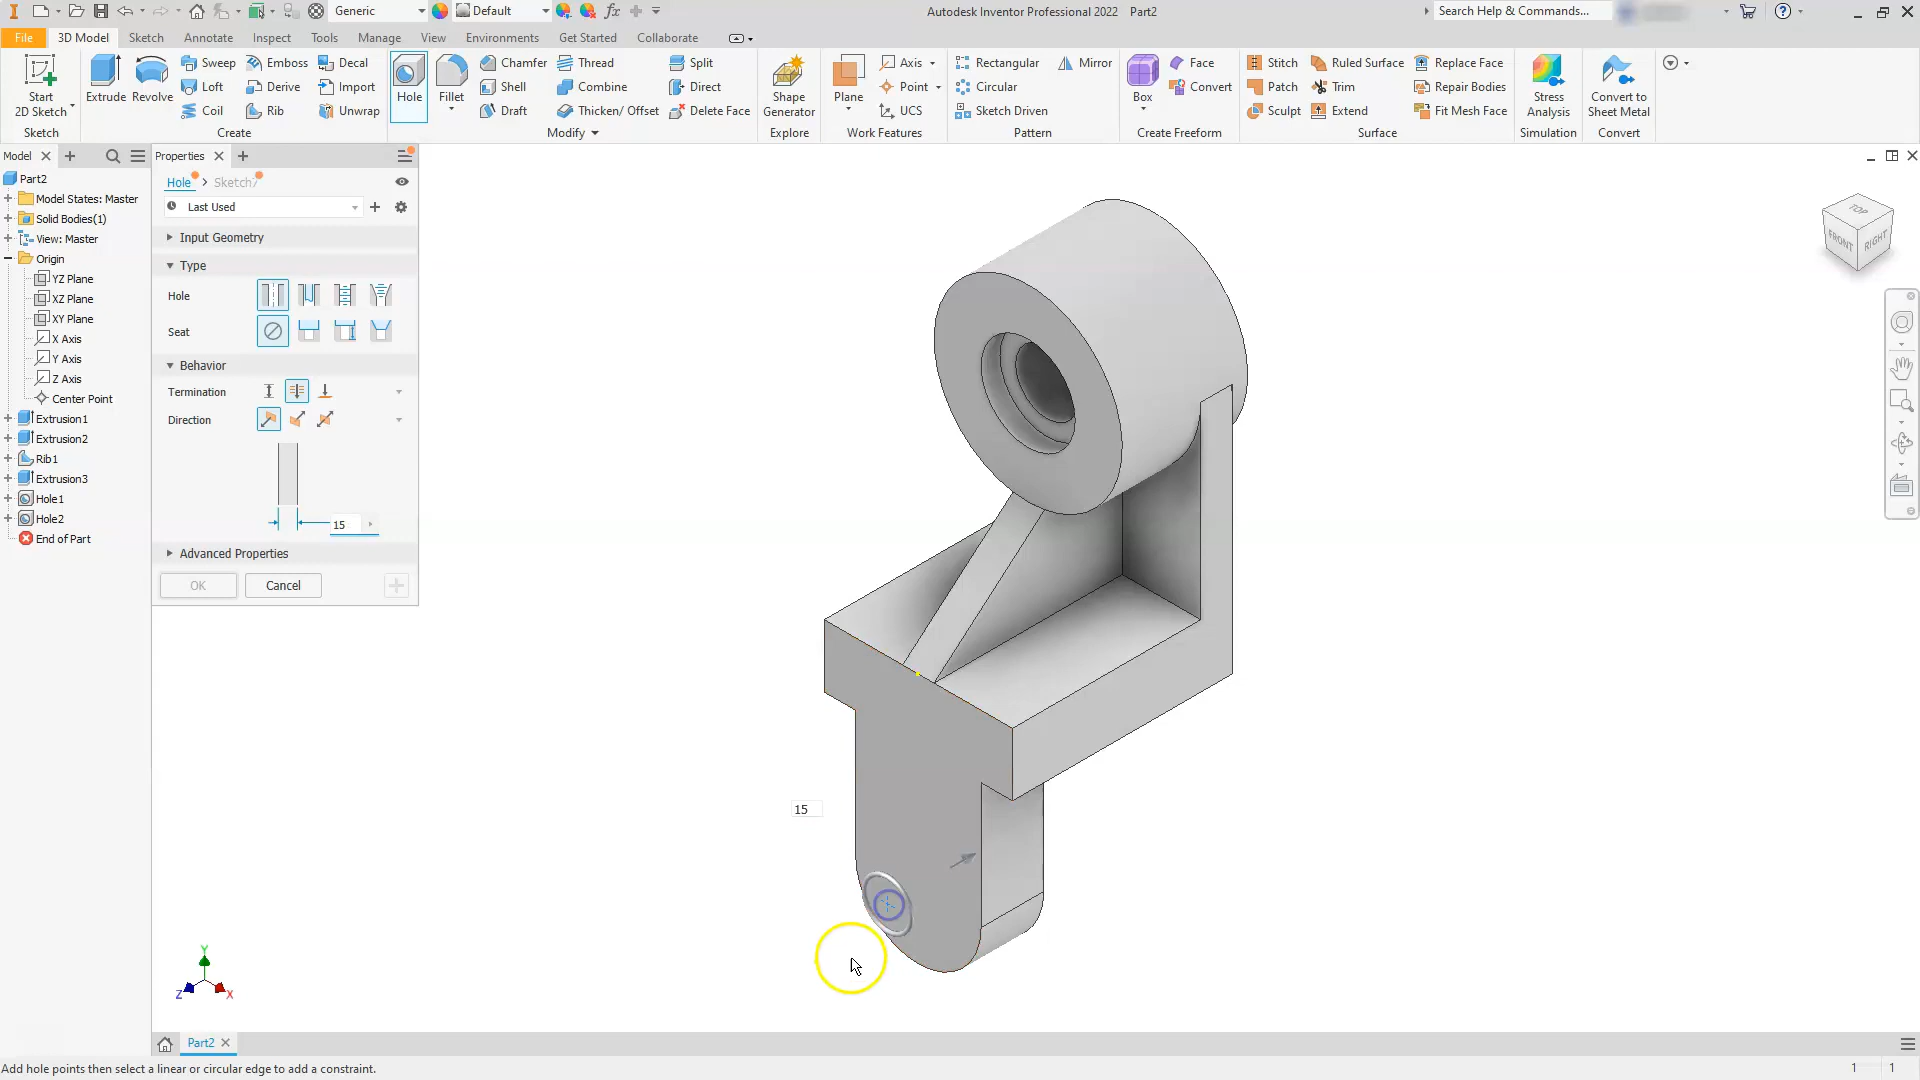 Generic
Default
Autodesk Inventor Professional 2022 Part2
Search Help & Commands...
File 3D Model Sketch Annotate Inspect Tools Manage View Environments Get Started Collaborate
Start
2D Sketch
Extrude Revolve
Sweep Emboss Decal
Loft Derive Import
Coil Rib Unwrap
Hole Fillet
Chamfer Thread Split
Shell Combine Direct
Draft Thicken/ Offset Delete Face
Shape
Generator
Plane
Axis
Point
UCS
Rectangular Mirror
Circular
Sketch Driven
Box
Face
Convert
Stitch Ruled Surface Replace Face
Patch Trim Repair Bodies
Sculpt Extend Fit Mesh Face
Stress
Analysis
Convert to
Sheet Metal
Sketch Create Modify Explore Work Features Pattern Create Freeform Surface Simulation Convert
Model
Part2
Model States: Master
Solid Bodies(1)
View: Master
Origin
YZ Plane
XZ Plane
XY Plane
X Axis
Y Axis
Z Axis
Center Point
Extrusion1
Extrusion2
Rib1
Extrusion3
Hole1
Hole2
End of Part
Properties
Hole Sketch7
Last Used
Input Geometry
Type
Hole
Seat
Behavior
Termination
Direction
15
Advanced Properties
OK Cancel
TOP
FRONT RIGHT
15
Y
Z X
Part2
Add hole points then select a linear or circular edge to add a constraint.
1 1